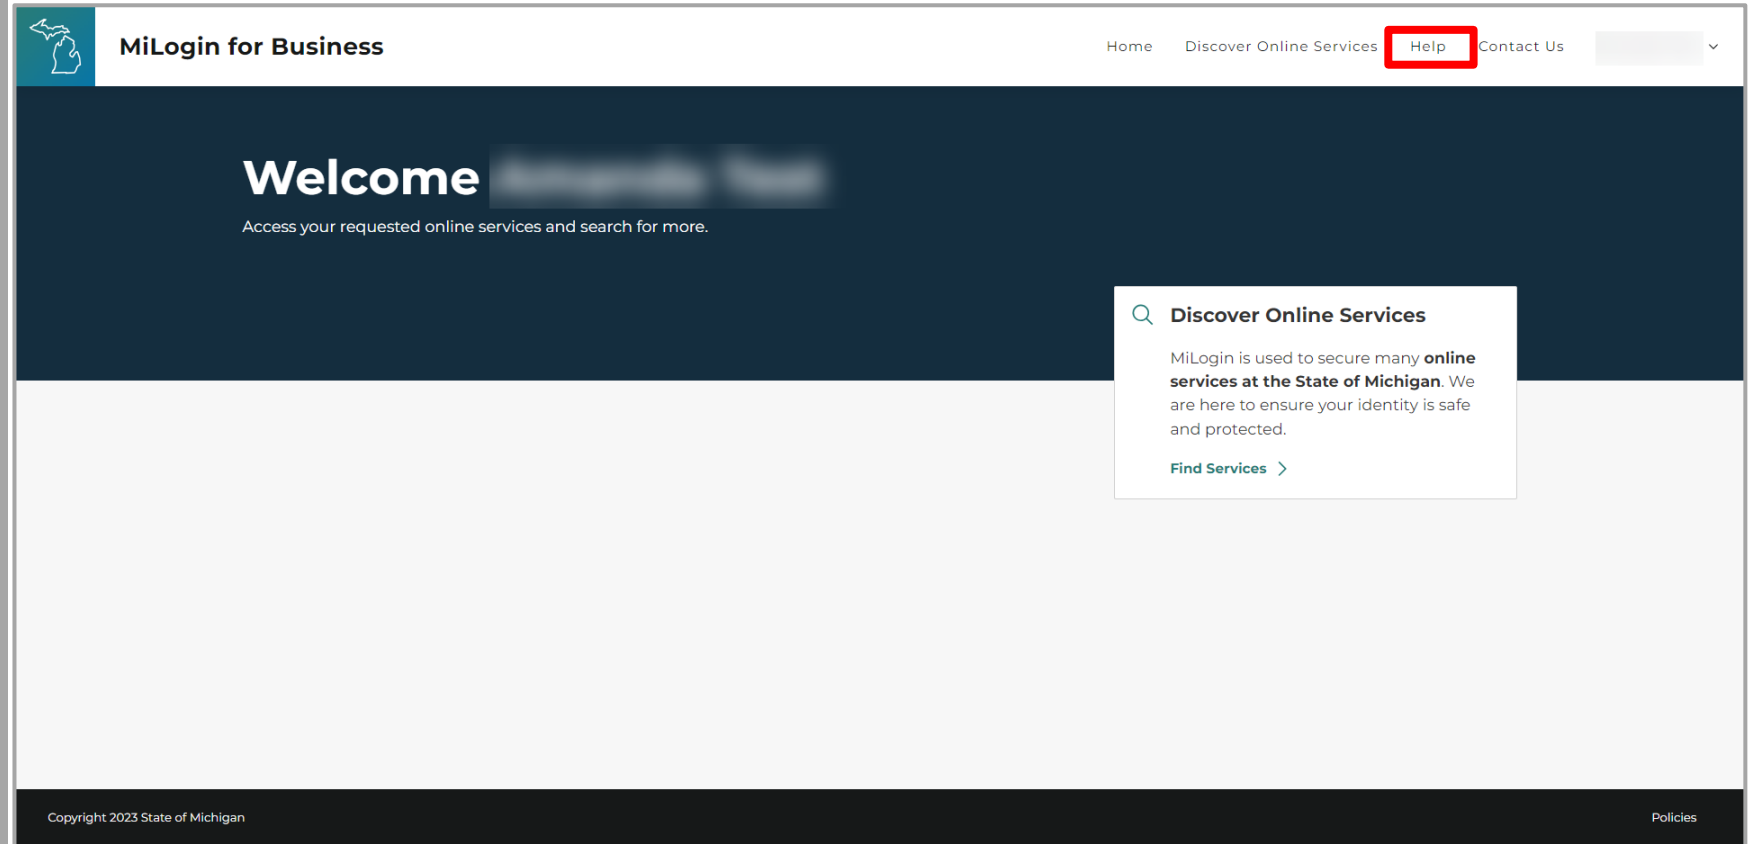 MiLogin for Business
Home Discover Online Services Help Contact Us
Welcome
Access your requested online services and search for more.
Discover Online Services
MiLogin is used to secure many online
services at the State of Michigan. We
are here to ensure your identity is safe
and protected.
Find Services
Copyright 2023 State of Michigan
Policies